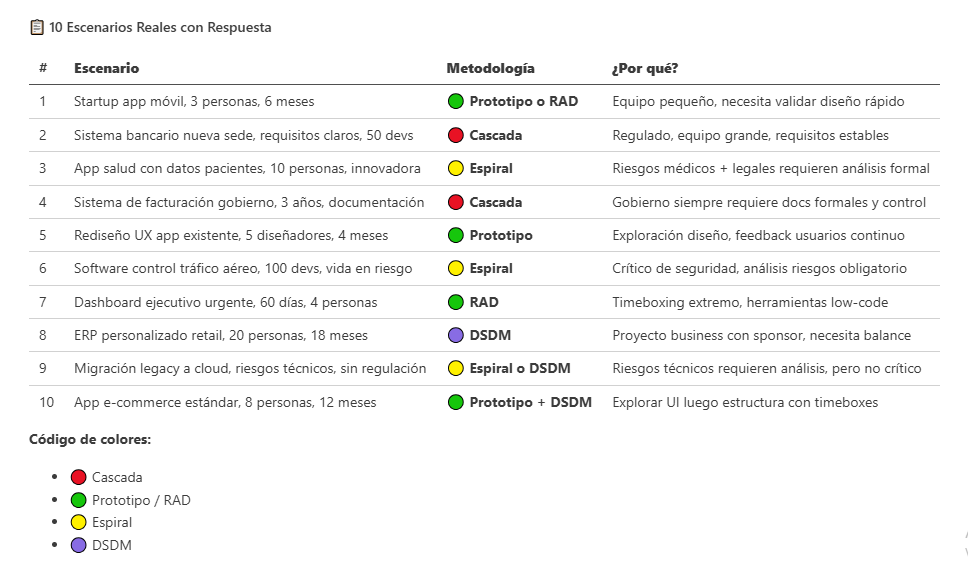 📋 10 Escenarios Reales con Respuesta
# Escenario Metodología ¿Por qué?
1 Startup app móvil, 3 personas, 6 meses 🟢 Prototipo o RAD Equipo pequeño, necesita validar diseño rápido
2 Sistema bancario nueva sede, requisitos claros, 50 devs 🔴 Cascada Regulado, equipo grande, requisitos estables
3 App salud con datos pacientes, 10 personas, innovadora 🟡 Espiral Riesgos médicos + legales requieren análisis formal
4 Sistema de facturación gobierno, 3 años, documentación 🔴 Cascada Gobierno siempre requiere docs formales y control
5 Rediseño UX app existente, 5 diseñadores, 4 meses 🟢 Prototipo Exploración diseño, feedback usuarios continuo
6 Software control tráfico aéreo, 100 devs, vida en riesgo 🟡 Espiral Crítico de seguridad, análisis riesgos obligatorio
7 Dashboard ejecutivo urgente, 60 días, 4 personas 🟢 RAD Timeboxing extremo, herramientas low-code
8 ERP personalizado retail, 20 personas, 18 meses 🟣 DSDM Proyecto business con sponsor, necesita balance
9 Migración legacy a cloud, riesgos técnicos, sin regulación 🟡 Espiral o DSDM Riesgos técnicos requieren análisis, pero no crítico
10 App e-commerce estándar, 8 personas, 12 meses 🟢 Prototipo + DSDM Explorar UI luego estructura con timeboxes
Código de colores:
• 🔴 Cascada
• 🟢 Prototipo / RAD
• 🟡 Espiral
• 🟣 DSDM